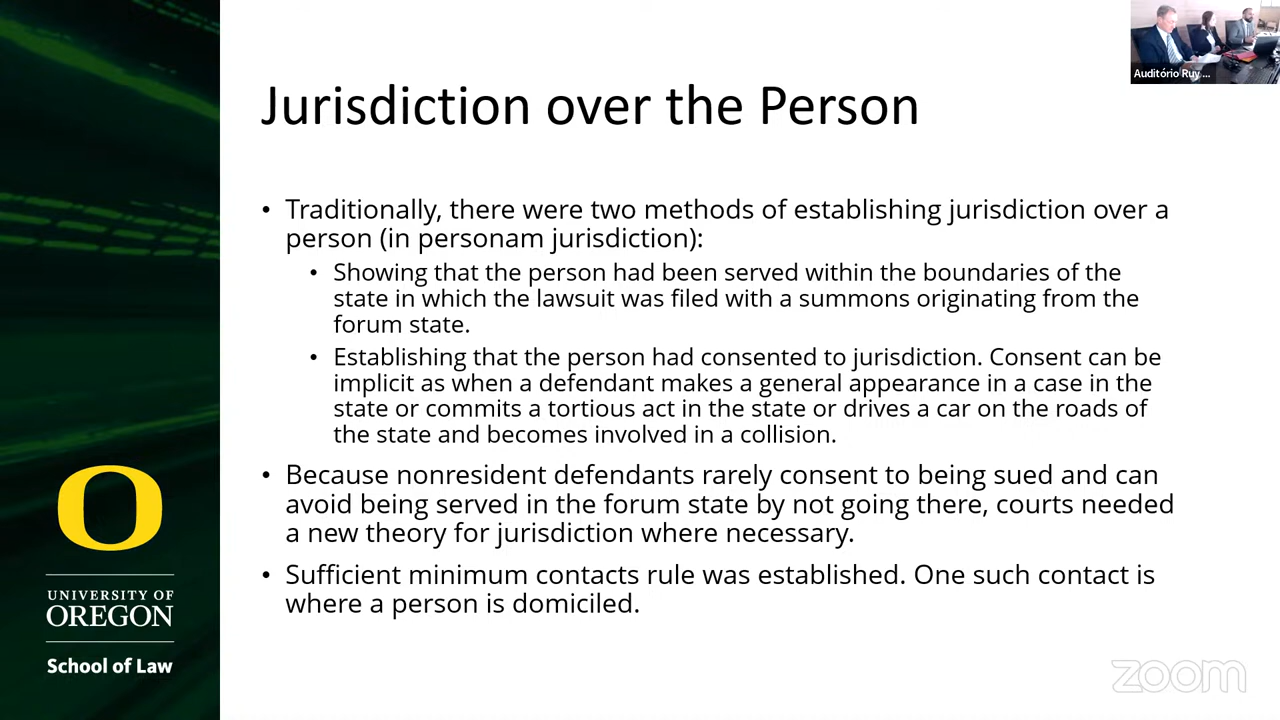 Auditório Ruy ...
Jurisdiction over the Person
• Traditionally, there were two methods of establishing jurisdiction over a
person (in personam jurisdiction):
• Showing that the person had been served within the boundaries of the
state in which the lawsuit was filed with a summons originating from the
forum state.
• Establishing that the person had consented to jurisdiction. Consent can be
implicit as when a defendant makes a general appearance in a case in the
state or commits a tortious act in the state or drives a car on the roads of
the state and becomes involved in a collision.
• Because nonresident defendants rarely consent to being sued and can
avoid being served in the forum state by not going there, courts needed
a new theory for jurisdiction where necessary.
• Sufficient minimum contacts rule was established. One such contact is
where a person is domiciled.
O
UNIVERSITY OF
OREGON
School of Law
zoom